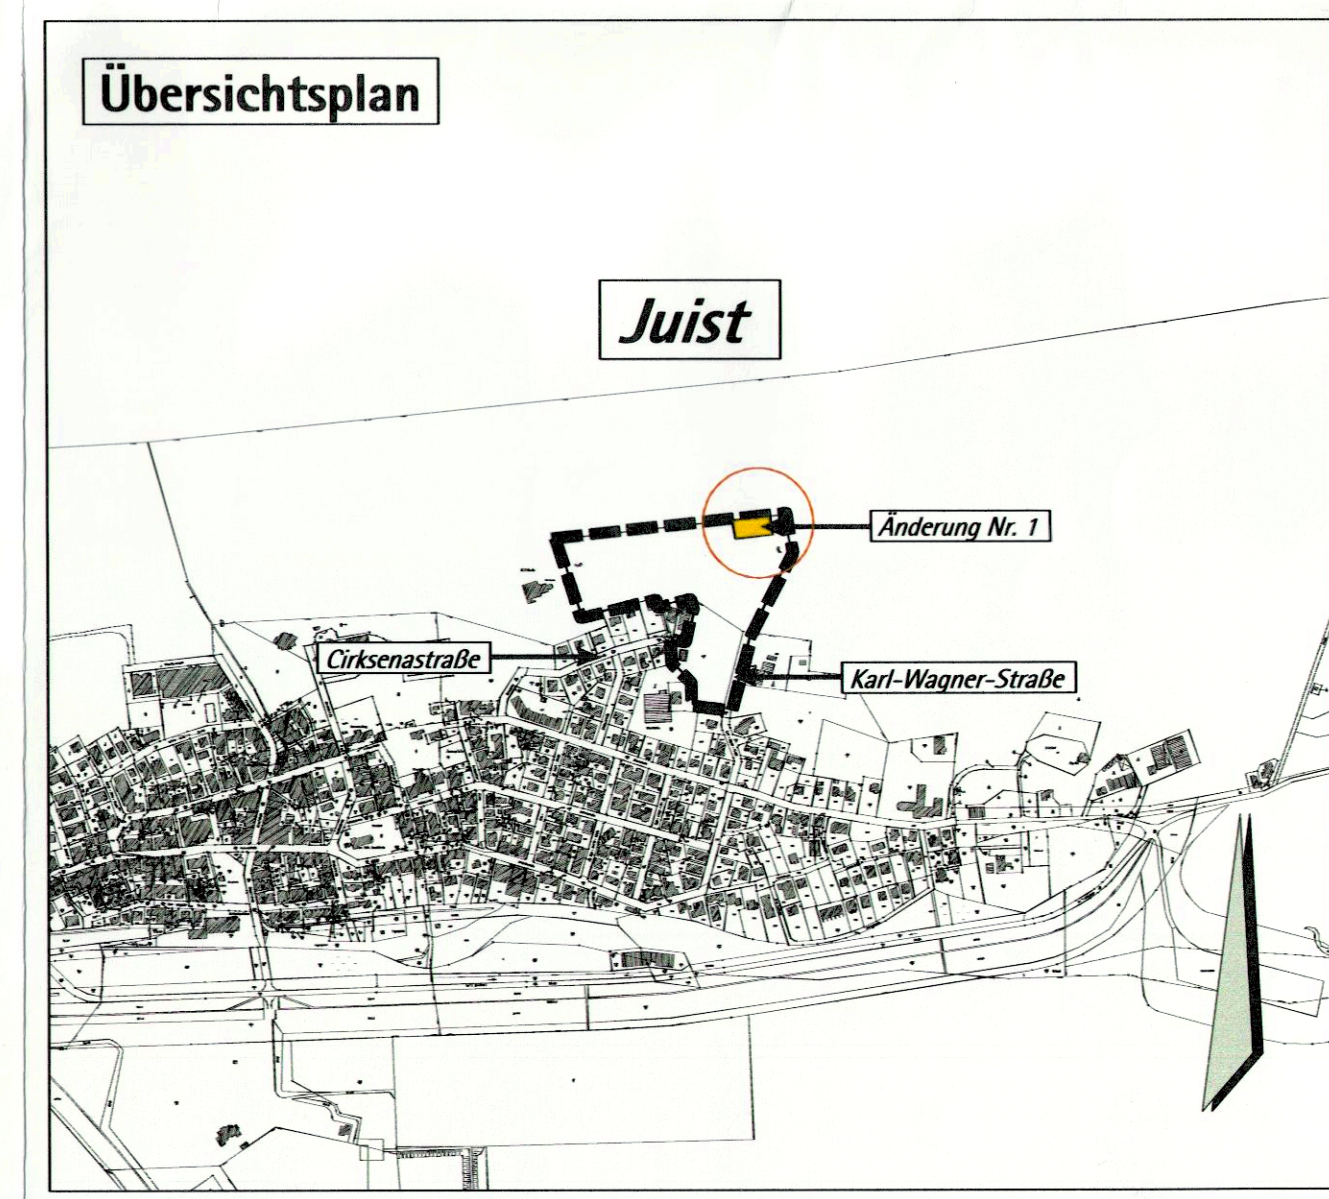 Übersichtsplan
Juist
Änderung Nr. 1
Cirksenastraße
Karl-Wagner-Straße